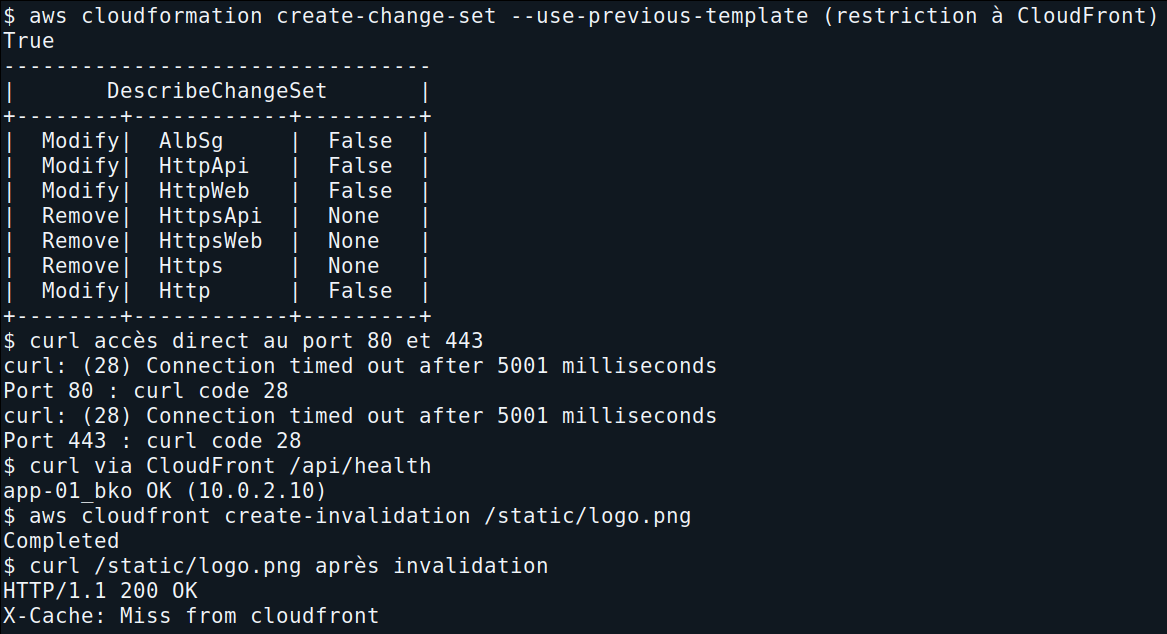 $ aws cloudformation create-change-set --use-previous-template (restriction à CloudFront)
True
---------------------------------
|       DescribeChangeSet       |
+--------+------------+---------+
|  Modify|  AlbSg     |  False  |
|  Modify|  HttpApi   |  False  |
|  Modify|  HttpWeb   |  False  |
|  Remove|  HttpsApi  |  None   |
|  Remove|  HttpsWeb  |  None   |
|  Remove|  Https     |  None   |
|  Modify|  Http      |  False  |
+--------+------------+---------+
$ curl accès direct au port 80 et 443
curl: (28) Connection timed out after 5001 milliseconds
Port 80 : curl code 28
curl: (28) Connection timed out after 5001 milliseconds
Port 443 : curl code 28
$ curl via CloudFront /api/health
app-01_bko OK (10.0.2.10)
$ aws cloudfront create-invalidation /static/logo.png
Completed
$ curl /static/logo.png après invalidation
HTTP/1.1 200 OK
X-Cache: Miss from cloudfront